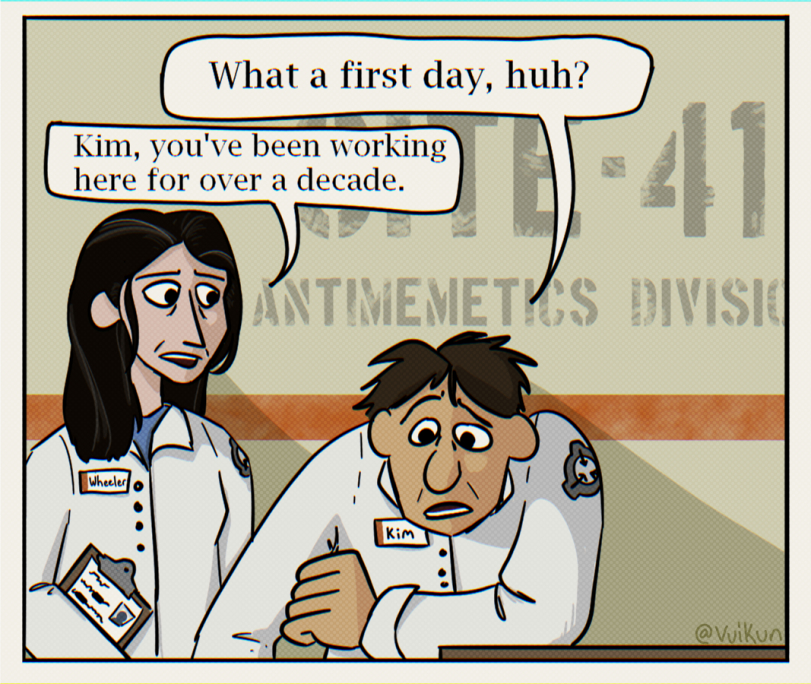 What a first day, huh?
Kim, you've been working
here for over a decade.
SITE-41
ANTIMEMETICS DIVISIO
Wheeler
Kim
@Vuikun